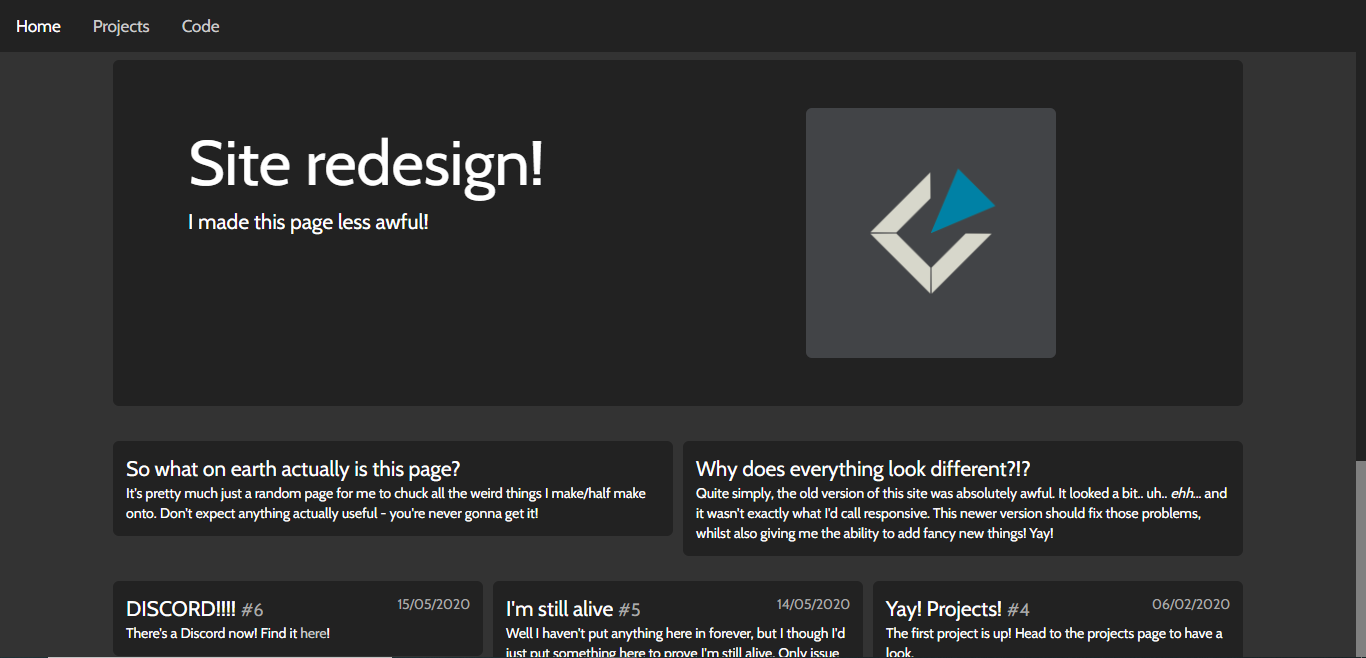 Home Projects Code
Site redesign!
I made this page less awful!
So what on earth actually is this page?
It's pretty much just a random page for me to chuck all the weird things I make/half make
onto. Don't expect anything actually useful - you're never gonna get it!
Why does everything look different?!?
Quite simply, the old version of this site was absolutely awful. It looked a bit.. uh.. ehh... and
it wasn't exactly what I'd call responsive. This newer version should fix those problems,
whilst also giving me the ability to add fancy new things! Yay!
DISCORD!!!! #6 15/05/2020
There's a Discord now! Find it here!
I'm still alive #5 14/05/2020
Well I haven't put anything here in forever, but I though I'd
just put something here to prove I'm still alive. Only issue
Yay! Projects! #4 06/02/2020
The first project is up! Head to the projects page to have a
look.